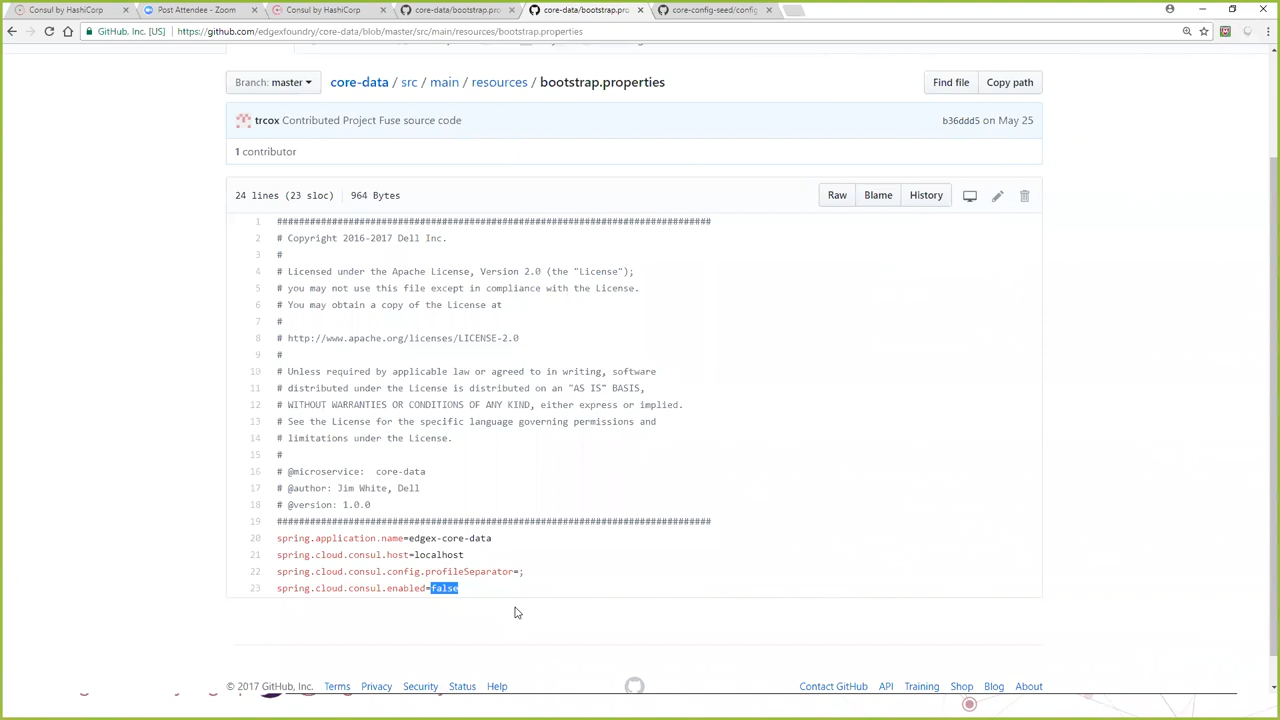 Consul by HashiCorp
Post Attendee - Zoom
Consul by HashiCorp
core-data/bootstrap.pro
core-data/bootstrap.pro
core-config-seed/config
GitHub, Inc. [US]
https://github.com/edgexfoundry/core-data/blob/master/src/main/resources/bootstrap.properties
Branch: master
core-data / src / main / resources / bootstrap.properties
Find file
Copy path
trcox Contributed Project Fuse source code
b36ddd5 on May 25
1 contributor
24 lines (23 sloc)
964 Bytes
Raw
Blame
History
1 ################################################################################
2 # Copyright 2016-2017 Dell Inc.
3 #
4 # Licensed under the Apache License, Version 2.0 (the "License");
5 # you may not use this file except in compliance with the License.
6 # You may obtain a copy of the License at
7 #
8 # http://www.apache.org/licenses/LICENSE-2.0
9 #
10 # Unless required by applicable law or agreed to in writing, software
11 # distributed under the License is distributed on an "AS IS" BASIS,
12 # WITHOUT WARRANTIES OR CONDITIONS OF ANY KIND, either express or implied.
13 # See the License for the specific language governing permissions and
14 # limitations under the License.
15 #
16 # @microservice:  core-data
17 # @author: Jim White, Dell
18 # @version: 1.0.0
19 ################################################################################
20 spring.application.name=edgex-core-data
21 spring.cloud.consul.host=localhost
22 spring.cloud.consul.config.profileSeparator=;
23 spring.cloud.consul.enabled=false
© 2017 GitHub, Inc.
Terms
Privacy
Security
Status
Help
Contact GitHub
API
Training
Shop
Blog
About